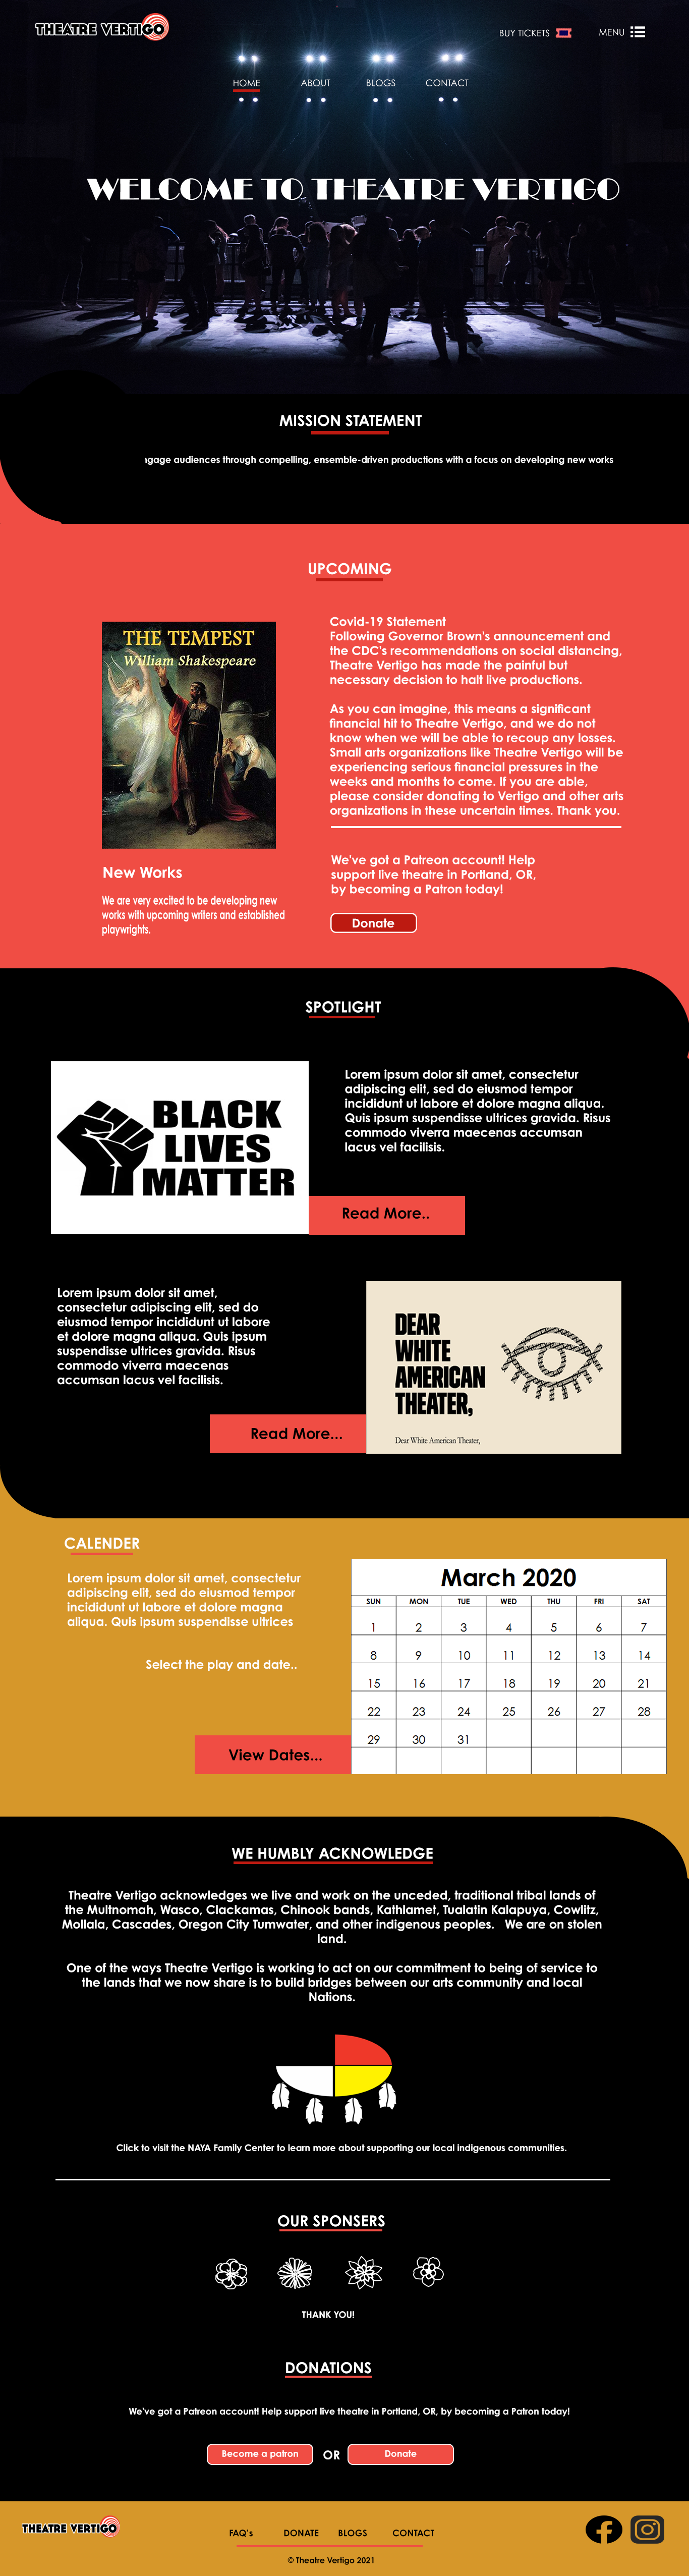 THEATRE VERTIGO
BUY TICKETS
MENU
HOME ABOUT BLOGS CONTACT
WELCOME TO THEATRE VERTIGO
MISSION STATEMENT
ngage audiences through compelling, ensemble-driven productions with a focus on developing new works
UPCOMING
THE TEMPEST
William Shakespeare
New Works
We are very excited to be developing new
works with upcoming writers and established
playwrights.
Covid-19 Statement
Following Governor Brown's announcement and
the CDC's recommendations on social distancing,
Theatre Vertigo has made the painful but
necessary decision to halt live productions.
As you can imagine, this means a significant
financial hit to Theatre Vertigo, and we do not
know when we will be able to recoup any losses.
Small arts organizations like Theatre Vertigo will be
experiencing serious financial pressures in the
weeks and months to come. If you are able,
please consider donating to Vertigo and other arts
organizations in these uncertain times. Thank you.
We've got a Patreon account! Help
support live theatre in Portland, OR,
by becoming a Patron today!
Donate
SPOTLIGHT
BLACK
LIVES
MATTER
Lorem ipsum dolor sit amet, consectetur
adipiscing elit, sed do eiusmod tempor
incididunt ut labore et dolore magna aliqua.
Quis ipsum suspendisse ultrices gravida. Risus
commodo viverra maecenas accumsan
lacus vel facilisis.
Read More..
Lorem ipsum dolor sit amet,
consectetur adipiscing elit, sed do
eiusmod tempor incididunt ut labore
et dolore magna aliqua. Quis ipsum
suspendisse ultrices gravida. Risus
commodo viverra maecenas
accumsan lacus vel facilisis.
Read More...
DEAR
WHITE
AMERICAN
THEATER,
Dear White American Theater,
CALENDER
Lorem ipsum dolor sit amet, consectetur
adipiscing elit, sed do eiusmod tempor
incididunt ut labore et dolore magna
aliqua. Quis ipsum suspendisse ultrices
Select the play and date..
View Dates...
March 2020
SUN MON TUE WED THU FRI SAT
1 2 3 4 5 6 7
8 9 10 11 12 13 14
15 16 17 18 19 20 21
22 23 24 25 26 27 28
29 30 31
WE HUMBLY ACKNOWLEDGE
Theatre Vertigo acknowledges we live and work on the unceded, traditional tribal lands of
the Multnomah, Wasco, Clackamas, Chinook bands, Kathlamet, Tualatin Kalapuya, Cowlitz,
Mollala, Cascades, Oregon City Tumwater, and other indigenous peoples. We are on stolen
land.
One of the ways Theatre Vertigo is working to act on our commitment to being of service to
the lands that we now share is to build bridges between our arts community and local
Nations.
Click to visit the NAYA Family Center to learn more about supporting our local indigenous communities.
OUR SPONSERS
THANK YOU!
DONATIONS
We've got a Patreon account! Help support live theatre in Portland, OR, by becoming a Patron today!
Become a patron OR Donate
THEATRE VERTIGO
FAQ's DONATE BLOGS CONTACT
© Theatre Vertigo 2021